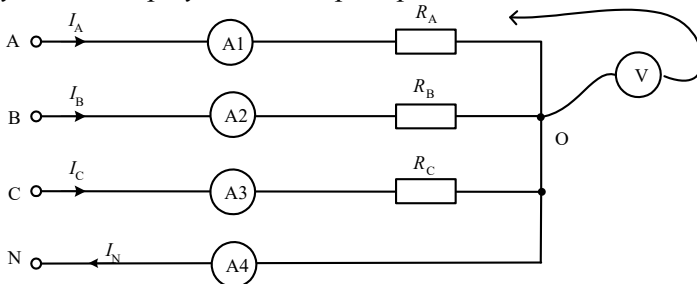 I_A R_A
A A1
V
I_B R_B
B A2
O
I_C R_C
C A3
I_N
N A4